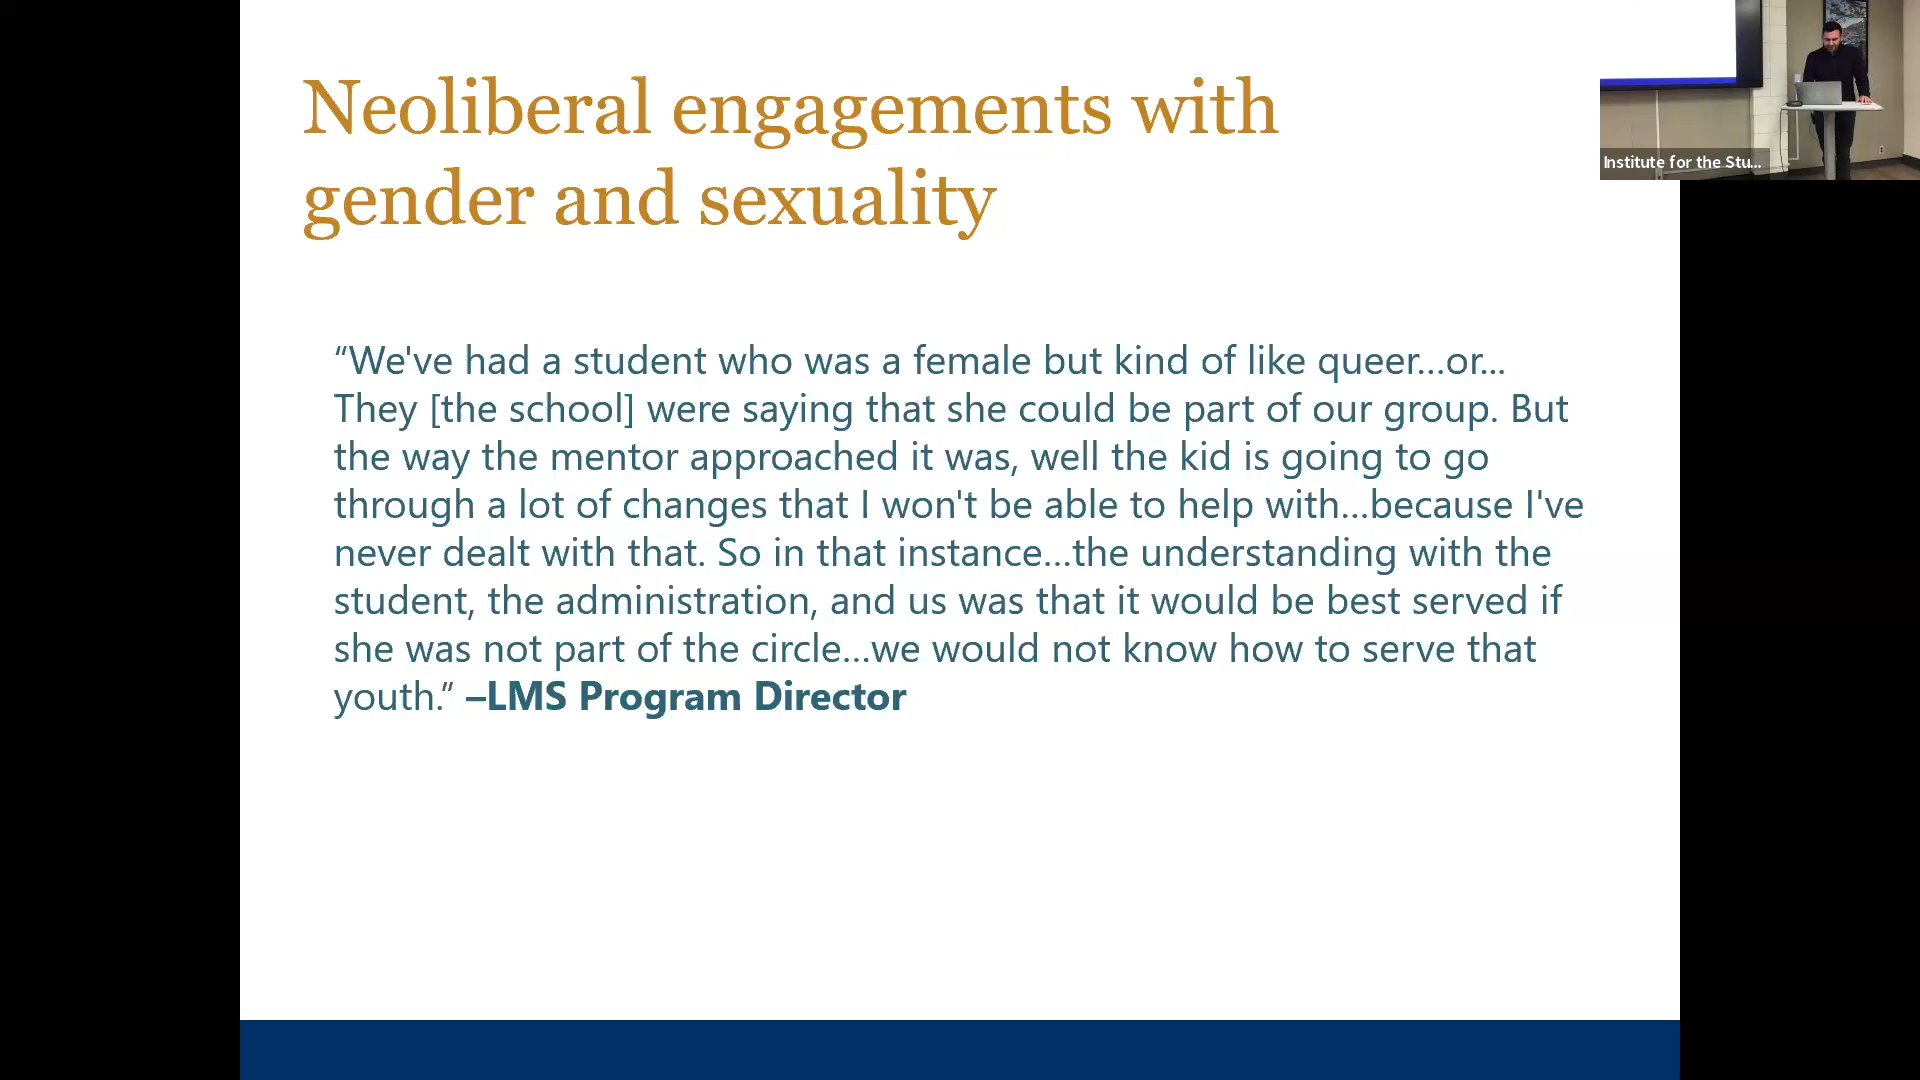 Neoliberal engagements with
gender and sexuality
Institute for the Stu...
“We've had a student who was a female but kind of like queer…or…
They [the school] were saying that she could be part of our group. But
the way the mentor approached it was, well the kid is going to go
through a lot of changes that I won't be able to help with…because I've
never dealt with that. So in that instance…the understanding with the
student, the administration, and us was that it would be best served if
she was not part of the circle…we would not know how to serve that
youth.” –LMS Program Director